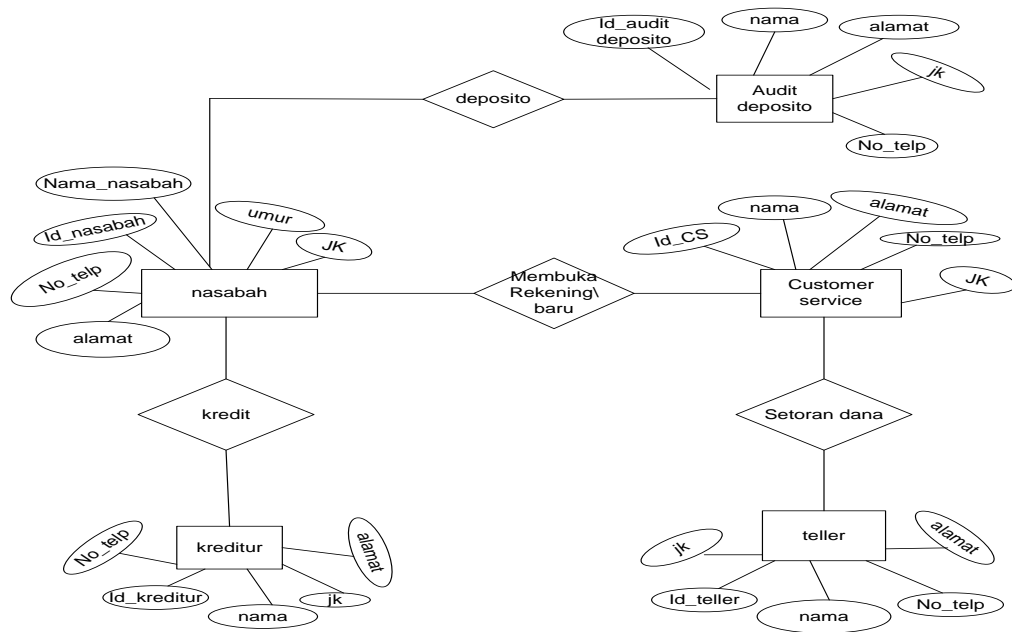 Id_audit
deposito
nama
alamat
jk
deposito
Audit
deposito
No_telp
Nama_nasabah
umur
Id_nasabah
JK
No_telp
nasabah
alamat
Membuka
Rekening\
baru
nama
alamat
Id_CS
No_telp
Customer
service
JK
kredit
Setoran dana
No_telp
kreditur
alamat
Id_kreditur
jk
nama
jk
teller
alamat
Id_teller
No_telp
nama